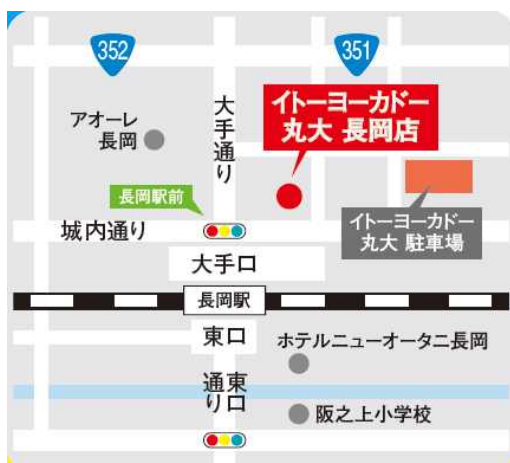 352
351
アオーレ
長岡
大手通り
イトーヨーカドー
丸大 長岡店
長岡駅前
イトーヨーカドー
丸大 駐車場
城内通り
大手口
長岡駅
東口
ホテルニューオータニ長岡
東口通り
阪之上小学校